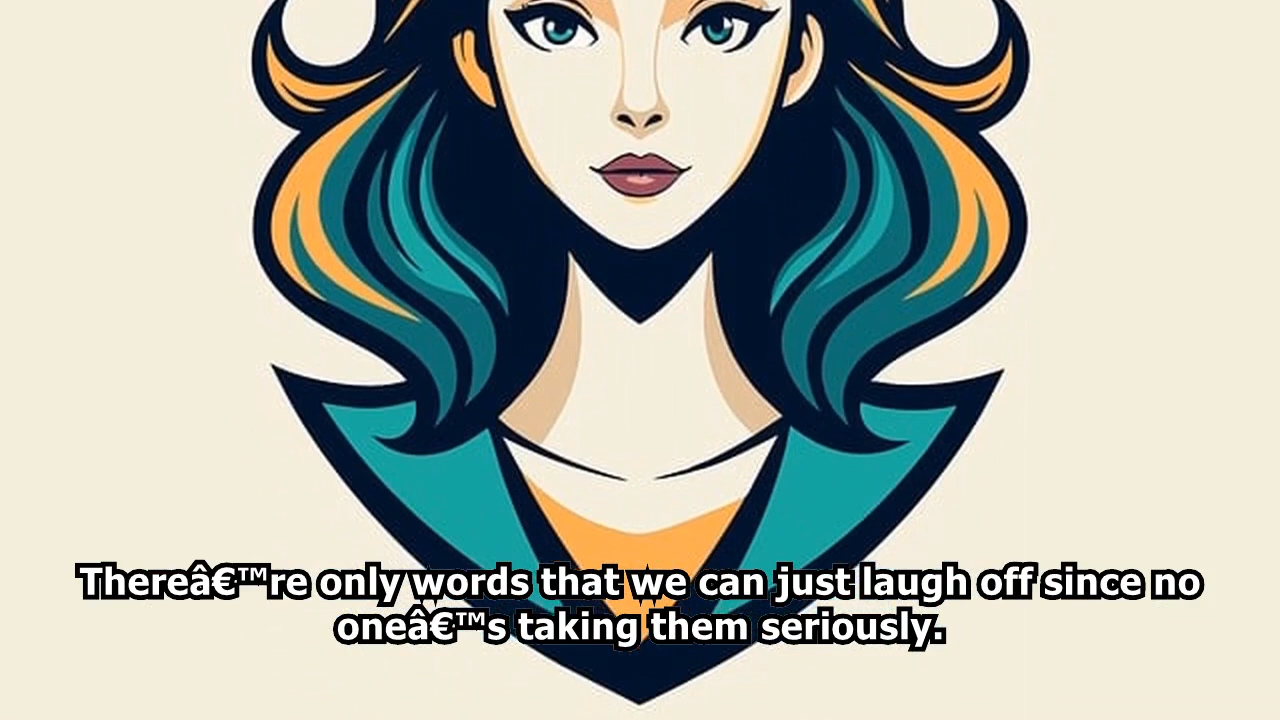 Thereâ€™re only words that we can just laugh off since no
oneâ€™s taking them seriously.